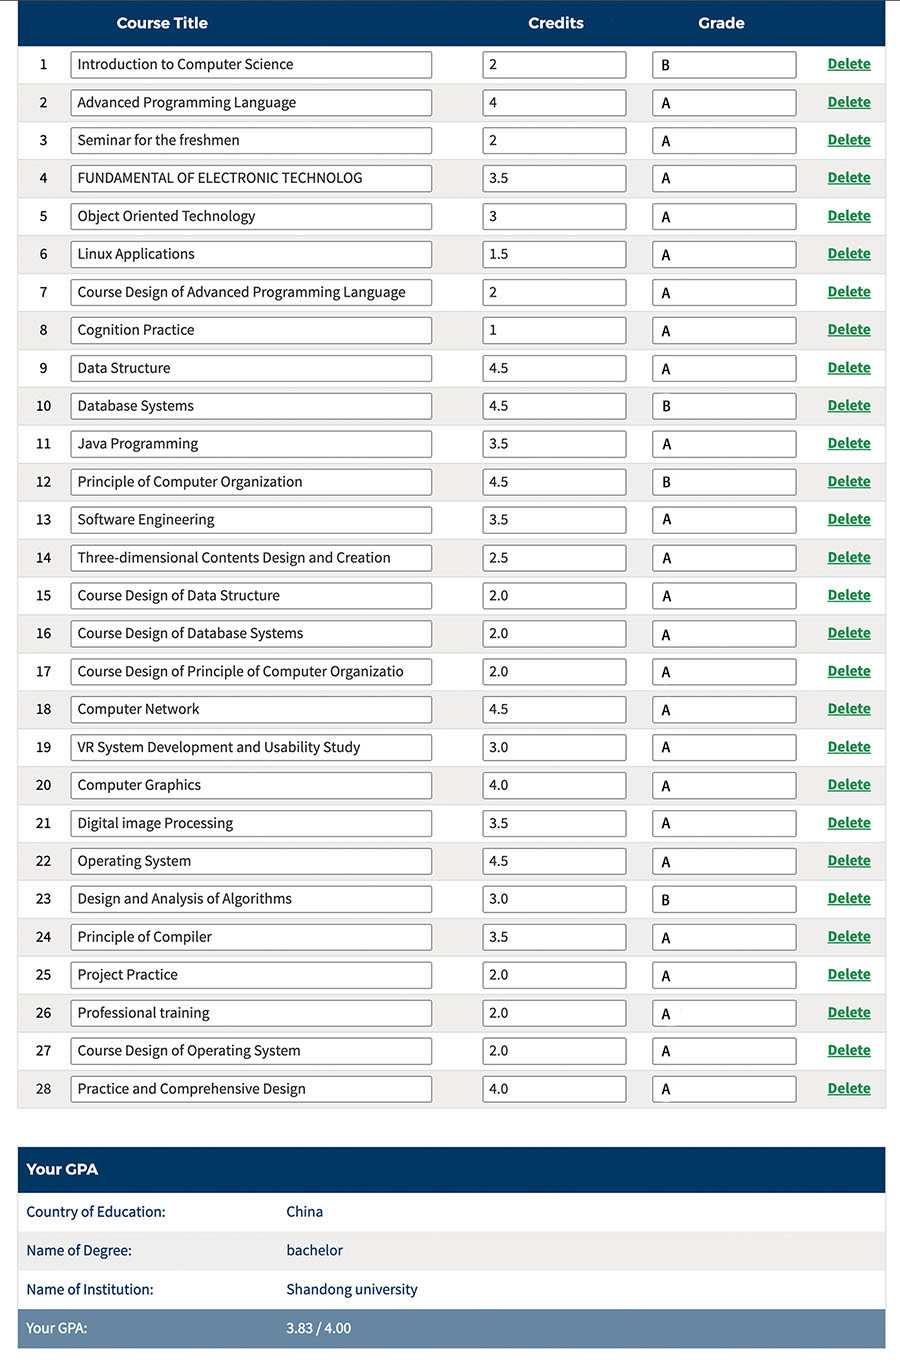 Course Title Credits Grade
1 Introduction to Computer Science 2 B Delete
2 Advanced Programming Language 4 A Delete
3 Seminar for the freshmen 2 A Delete
4 FUNDAMENTAL OF ELECTRONIC TECHNOLOG 3.5 A Delete
5 Object Oriented Technology 3 A Delete
6 Linux Applications 1.5 A Delete
7 Course Design of Advanced Programming Language 2 A Delete
8 Cognition Practice 1 A Delete
9 Data Structure 4.5 A Delete
10 Database Systems 4.5 B Delete
11 Java Programming 3.5 A Delete
12 Principle of Computer Organization 4.5 B Delete
13 Software Engineering 3.5 A Delete
14 Three-dimensional Contents Design and Creation 2.5 A Delete
15 Course Design of Data Structure 2.0 A Delete
16 Course Design of Database Systems 2.0 A Delete
17 Course Design of Principle of Computer Organizatio 2.0 A Delete
18 Computer Network 4.5 A Delete
19 VR System Development and Usability Study 3.0 A Delete
20 Computer Graphics 4.0 A Delete
21 Digital image Processing 3.5 A Delete
22 Operating System 4.5 A Delete
23 Design and Analysis of Algorithms 3.0 B Delete
24 Principle of Compiler 3.5 A Delete
25 Project Practice 2.0 A Delete
26 Professional training 2.0 A Delete
27 Course Design of Operating System 2.0 A Delete
28 Practice and Comprehensive Design 4.0 A Delete
Your GPA
Country of Education: China
Name of Degree: bachelor
Name of Institution: Shandong university
Your GPA: 3.83 / 4.00